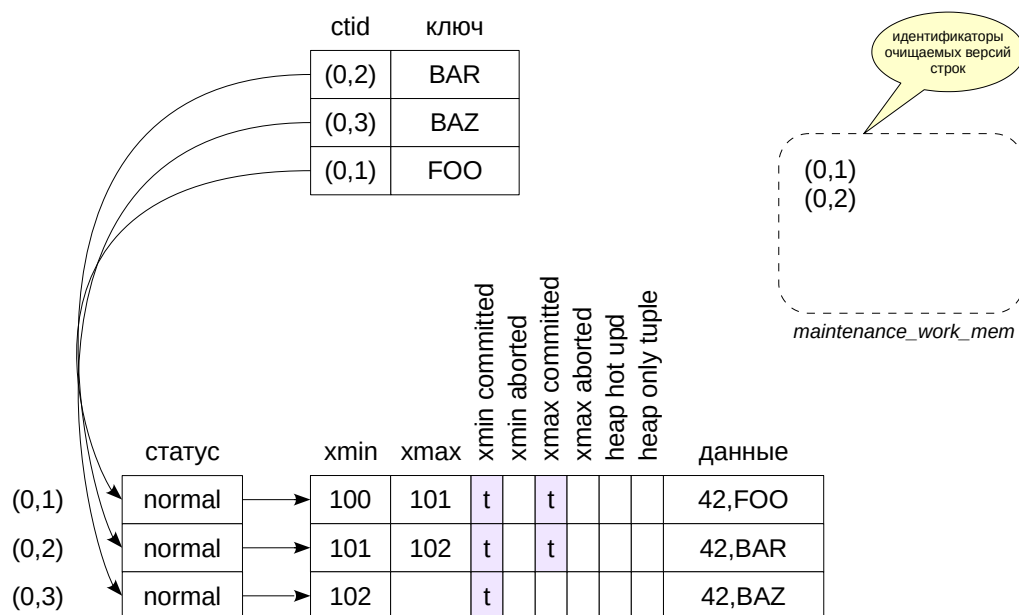 ctid ключ
(0,2) BAR
(0,3) BAZ
(0,1) FOO
идентификаторы
очищаемых версий
строк
(0,1)
(0,2)
maintenance_work_mem
xmin committed
xmin aborted
xmax committed
xmax aborted
heap hot upd
heap only tuple
статус xmin xmax данные
(0,1) normal 100 101 t t 42,FOO
(0,2) normal 101 102 t t 42,BAR
(0,3) normal 102 t 42,BAZ